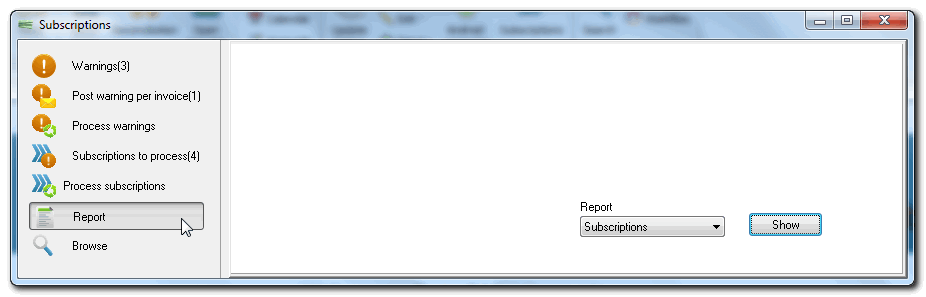 Subscriptions
Warnings(3)
Post warning per invoice(1)
Process warnings
Subscriptions to process(4)
Process subscriptions
Report
Browse
Report
Subscriptions
Show